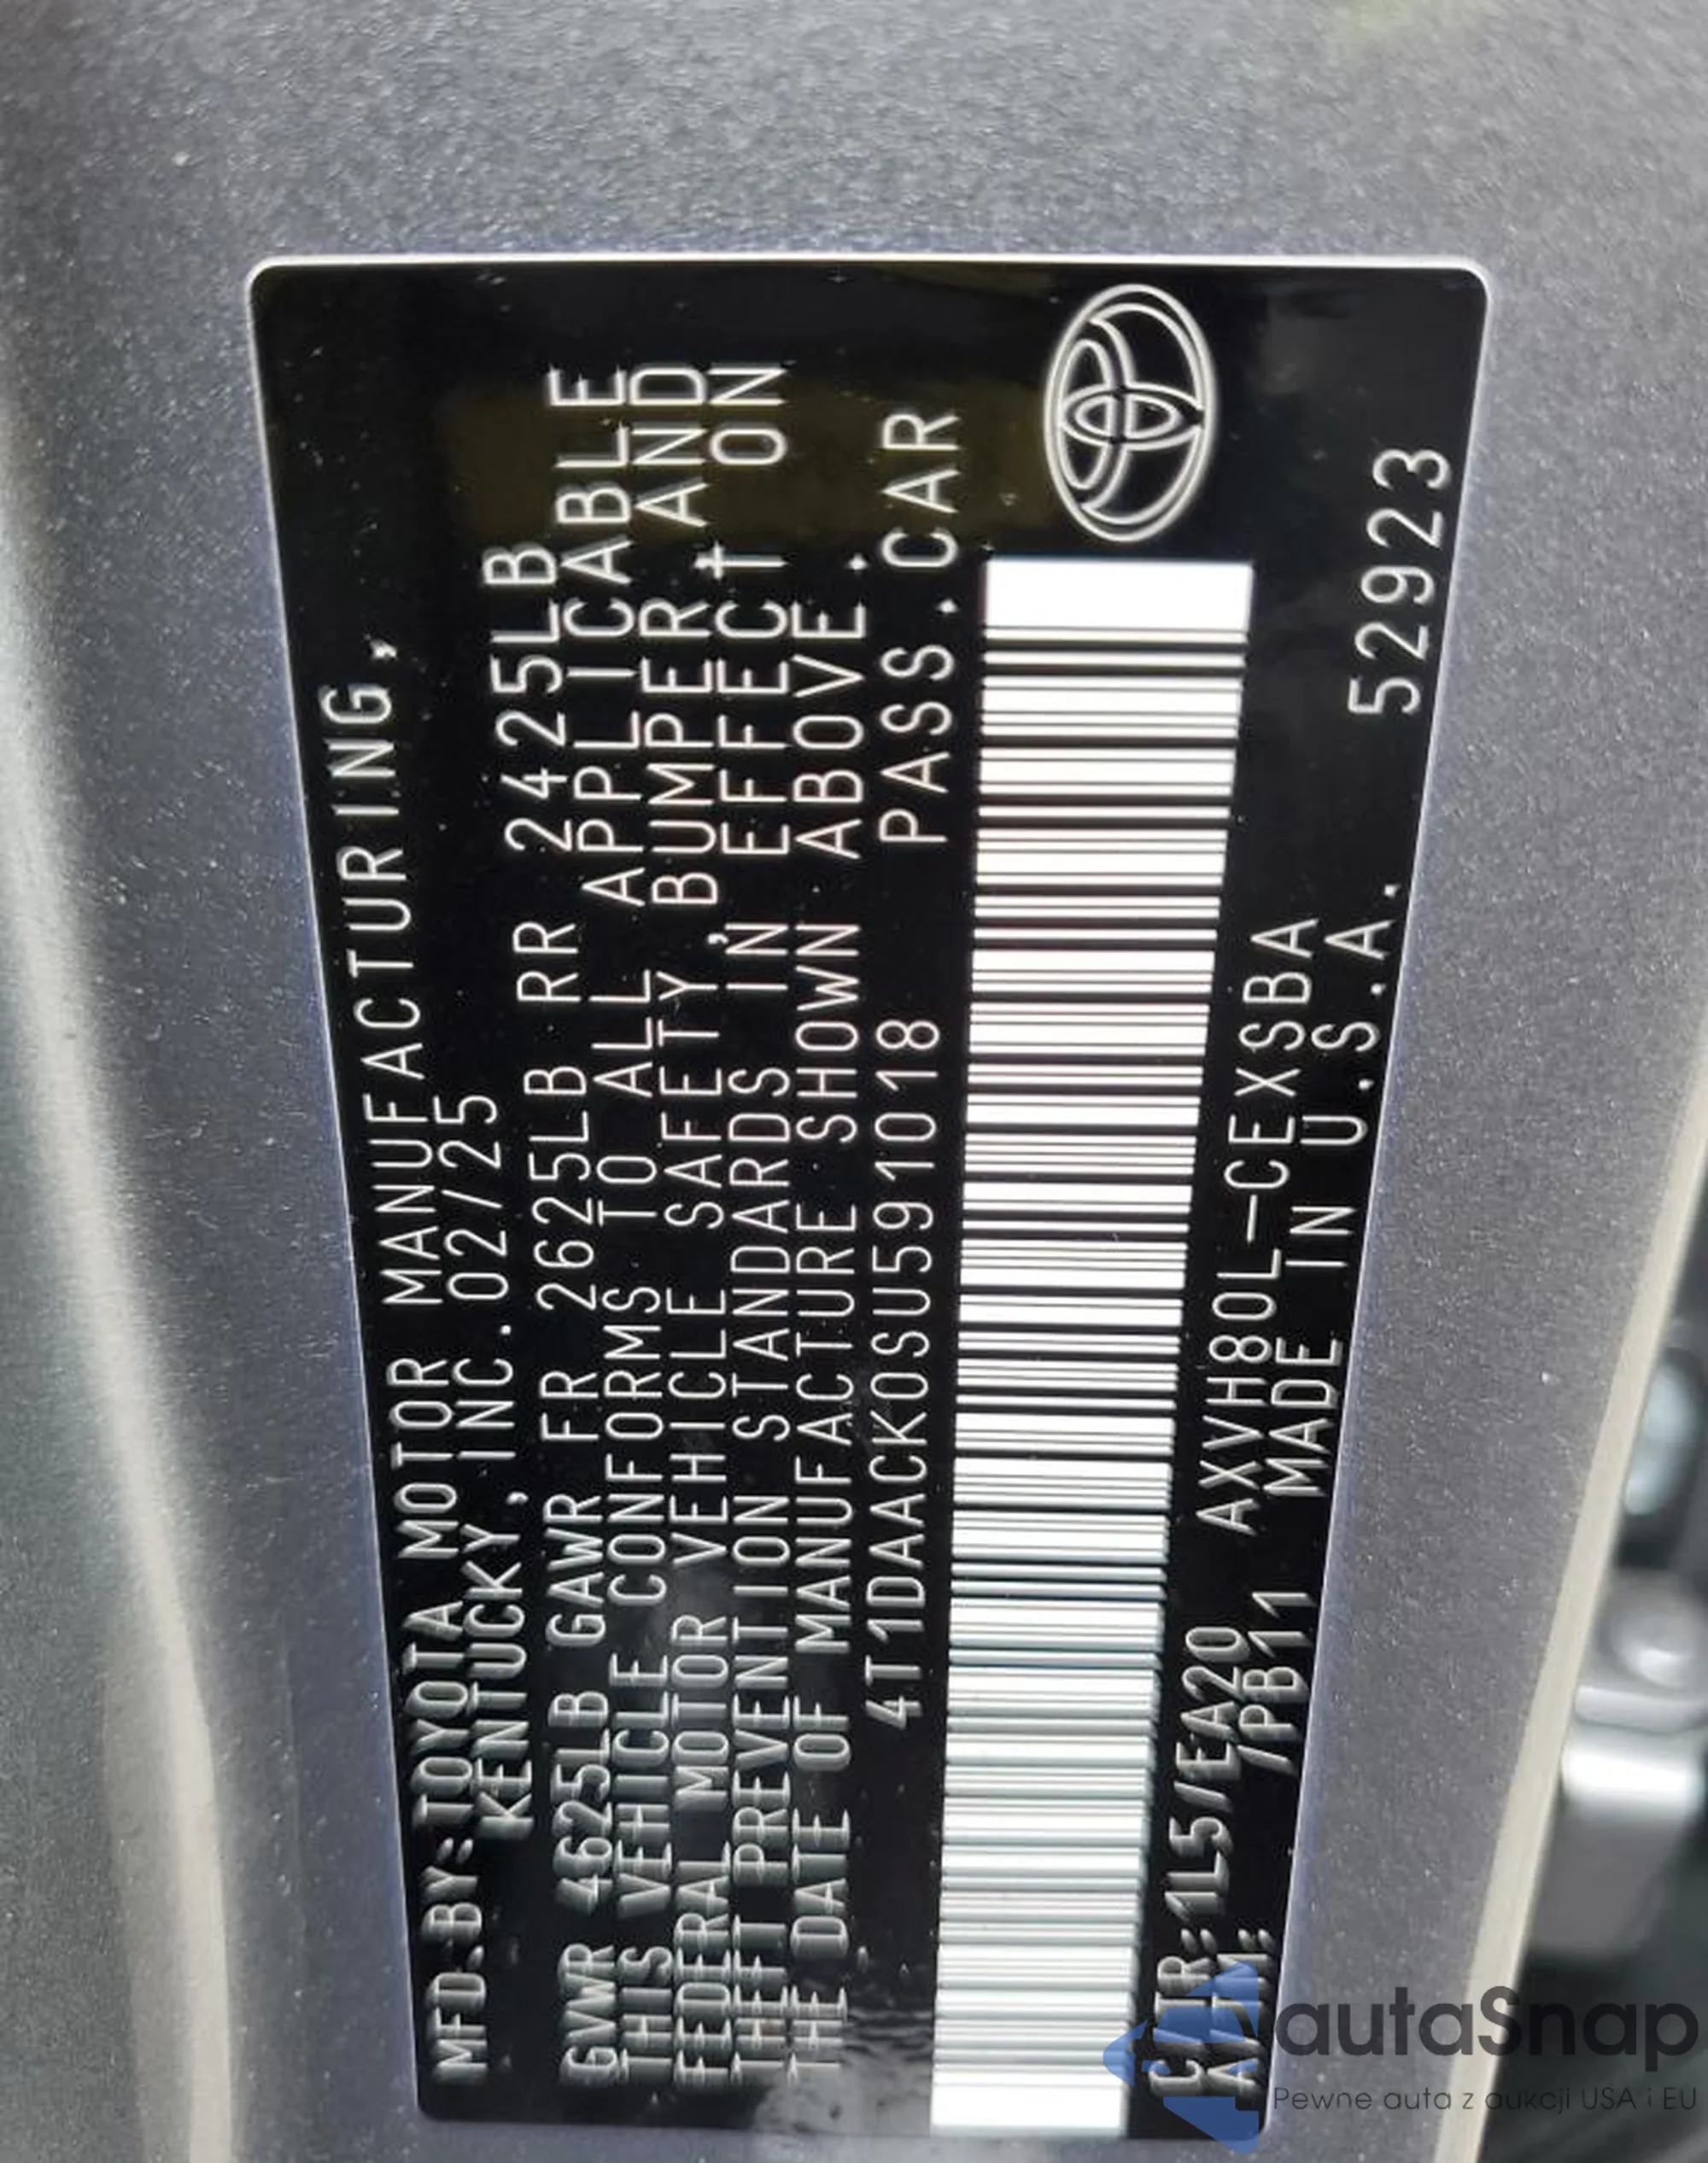 MFD.BY:TOYOTA MOTOR MANUFACTURING,
KENTUCKY, INC.02/25
GVWR 4625LB GAWR FR 2625LB RR 2425LB
THIS VEHICLE CONFORMS TO ALL APPLICABLE
FEDERAL MOTOR VEHICLE SAFETY,BUMPER,AND
THEFT PREVENTION STANDARDS IN EFFECT ON
THE DATE OF MANUFACTURE SHOWN ABOVE.
4T1DAACK0SU591018 PASS.CAR
C/TR:1L5/EA20 AXVH80L-CEXSBA
A/TM: /PB11 MADE IN U.S.A. 52923
autaSnap
Pewne auta z aukcji USA i EU